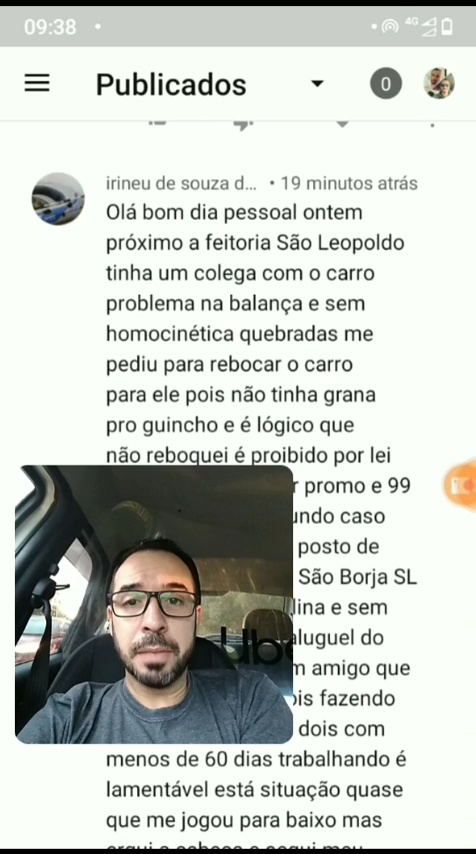 09:38
4G
Publicados
0
irineu de souza d... • 19 minutos atrás
Olá bom dia pessoal ontem
próximo a feitoria São Leopoldo
tinha um colega com o carro
problema na balança e sem
homocinética quebradas me
pediu para rebocar o carro
para ele pois não tinha grana
pro guincho e é lógico que
não reboquei é proibido por lei
promo e 99
caso
posto de
São Borja SL
e sem
do
amigo que
fazendo
dois com
menos de 60 dias trabalhando é
lamentável está situação quase
que me jogou para baixo mas